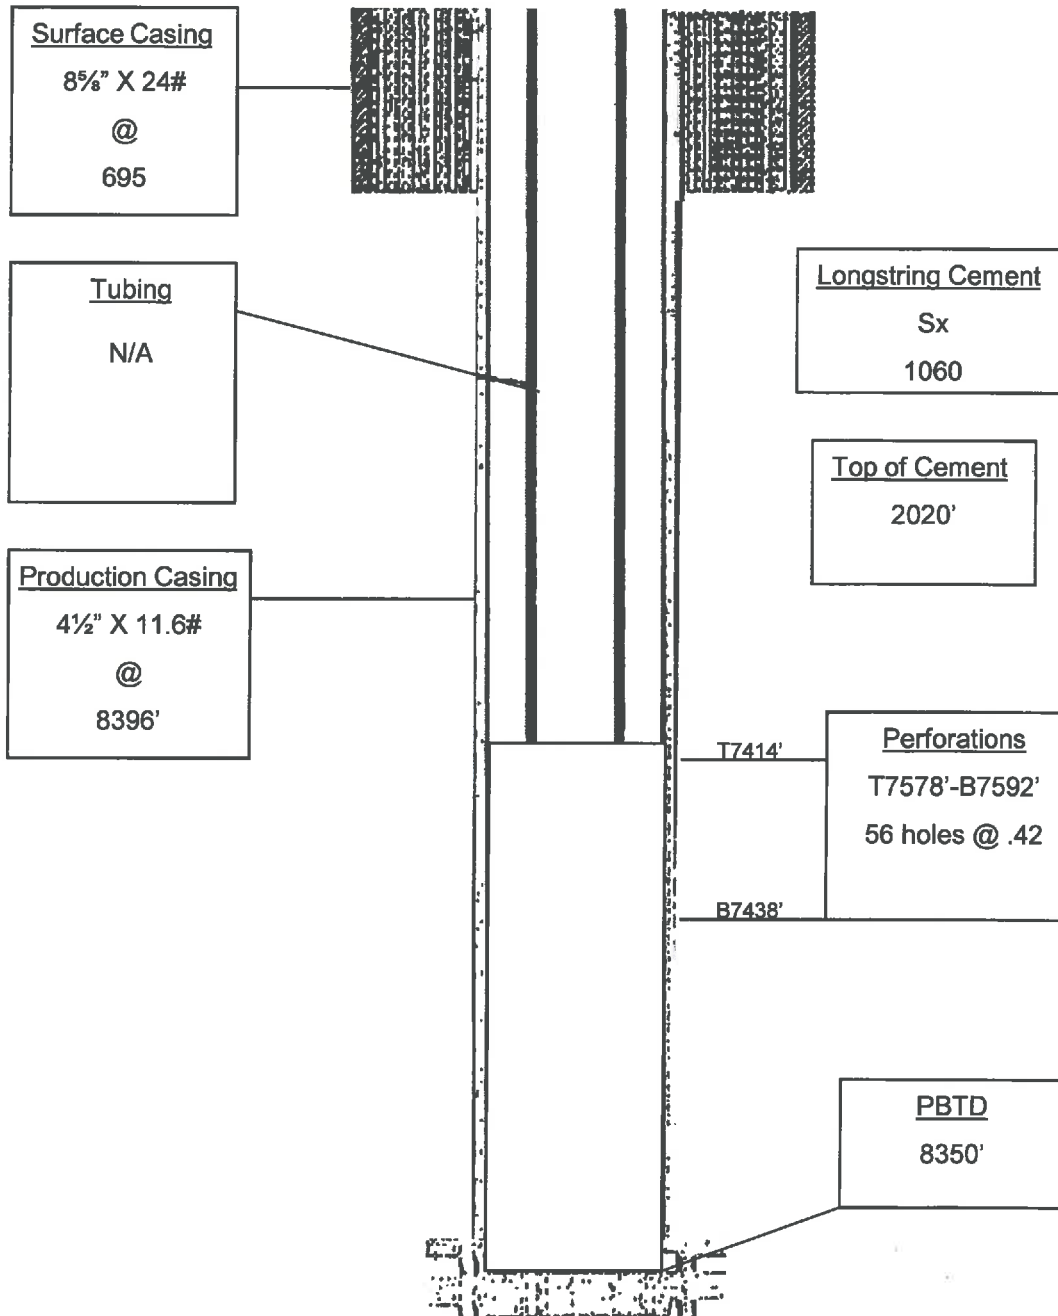 Surface Casing
8⅝” X 24#
@
695
Tubing
N/A
Production Casing
4½” X 11.6#
@
8396’
Longstring Cement
Sx
1060
Top of Cement
2020’
T7414’
B7438’
Perforations
T7578’-B7592’
56 holes @ .42
PBTD
8350’